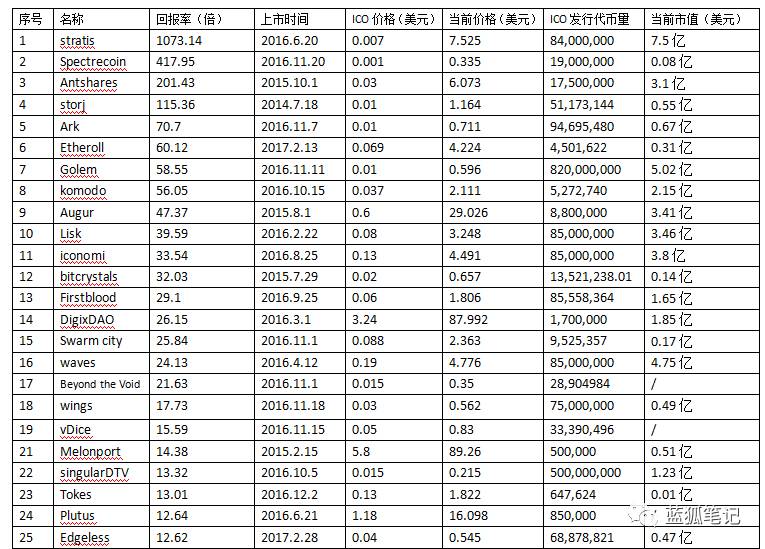 序号 名称 回报率（倍） 上市时间 ICO 价格（美元） 当前价格（美元） ICO 发行代币量 当前市值（美元）
1 stratis 1073.14 2016.6.20 0.007 7.525 84,000,000 7.5 亿
2 Spectrecoin 417.95 2016.11.20 0.001 0.335 19,000,000 0.08 亿
3 Antshares 201.43 2015.10.1 0.03 6.073 17,500,000 3.1 亿
4 storj 115.36 2014.7.18 0.01 1.164 51,173,144 0.55 亿
5 Ark 70.7 2016.11.7 0.01 0.711 94,695,480 0.67 亿
6 Etheroll 60.12 2017.2.13 0.069 4.224 4,501,622 0.31 亿
7 Golem 58.55 2016.11.11 0.01 0.596 820,000,000 5.02 亿
8 komodo 56.05 2016.10.15 0.037 2.111 5,272,740 2.15 亿
9 Augur 47.37 2015.8.1 0.6 29.026 8,800,000 3.41 亿
10 Lisk 39.59 2016.2.22 0.08 3.248 85,000,000 3.46 亿
11 iconomi 33.54 2016.8.25 0.13 4.491 85,000,000 3.8 亿
12 bitcrystals 32.03 2015.7.29 0.02 0.657 13,521,238.01 0.14 亿
13 Firstblood 29.1 2016.9.25 0.06 1.806 85,558,364 1.65 亿
14 DigixDAO 26.15 2016.3.1 3.24 87.992 1,700,000 1.85 亿
15 Swarm city 25.84 2016.11.1 0.088 2.363 9,525,357 0.17 亿
16 waves 24.13 2016.4.12 0.19 4.776 85,000,000 4.75 亿
17 Beyond the Void 21.63 2016.11.1 0.015 0.35 28,904984 /
18 wings 17.73 2016.11.18 0.03 0.562 75,000,000 0.49 亿
19 vDice 15.59 2016.11.15 0.05 0.83 33,390,496 /
21 Melonport 14.38 2015.2.15 5.8 89.26 500,000 0.51 亿
22 singularDTV 13.32 2016.10.5 0.015 0.215 500,000,000 1.23 亿
23 Tokes 13.01 2016.12.2 0.13 1.822 647,624 0.01 亿
24 Plutus 12.64 2016.6.21 1.18 16.098 850,000
25 Edgeless 12.62 2017.2.28 0.04 0.545 68,878,821 0.47 亿
蓝狐笔记